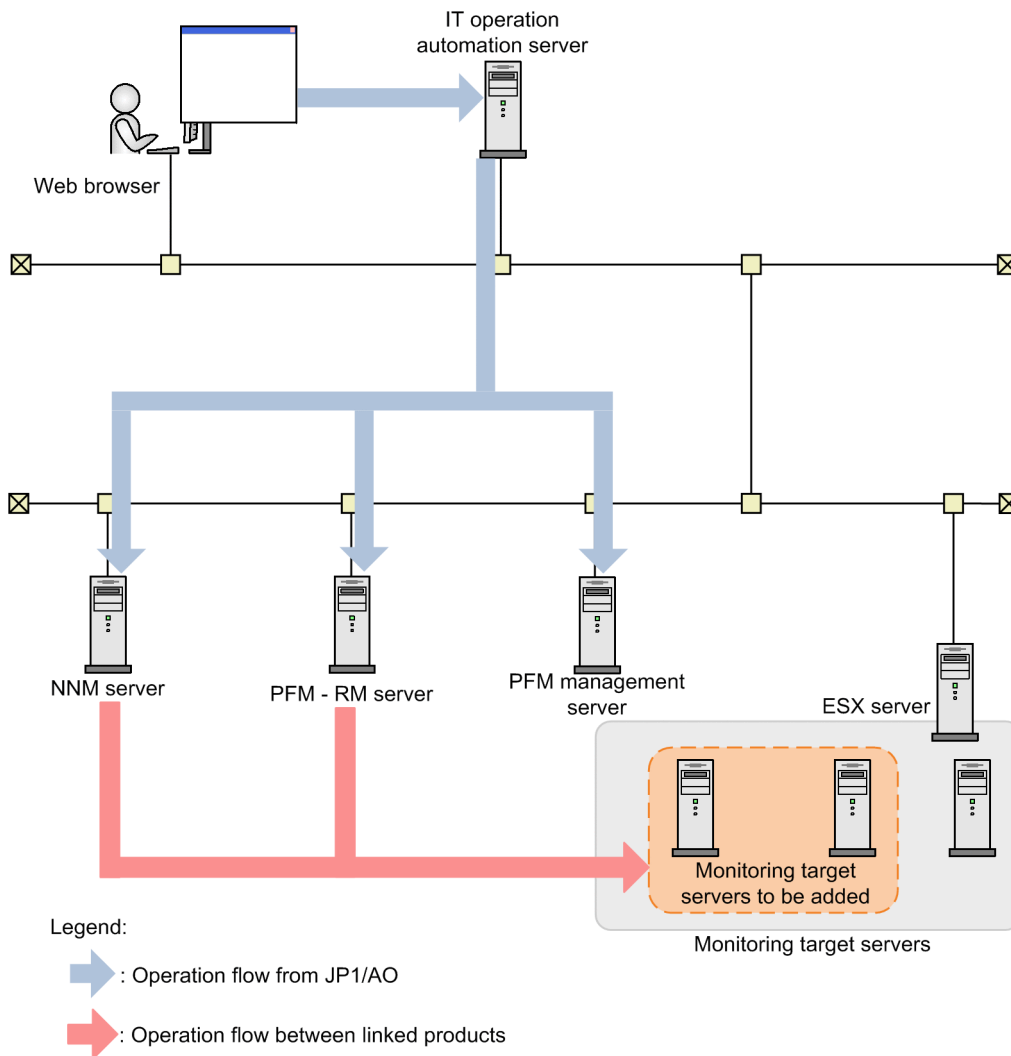 IT operation
automation server
Web browser
NNM server
PFM - RM server
PFM management
server
ESX server
Monitoring target
servers to be added
Monitoring target servers
Legend:
: Operation flow from JP1/AO
: Operation flow between linked products